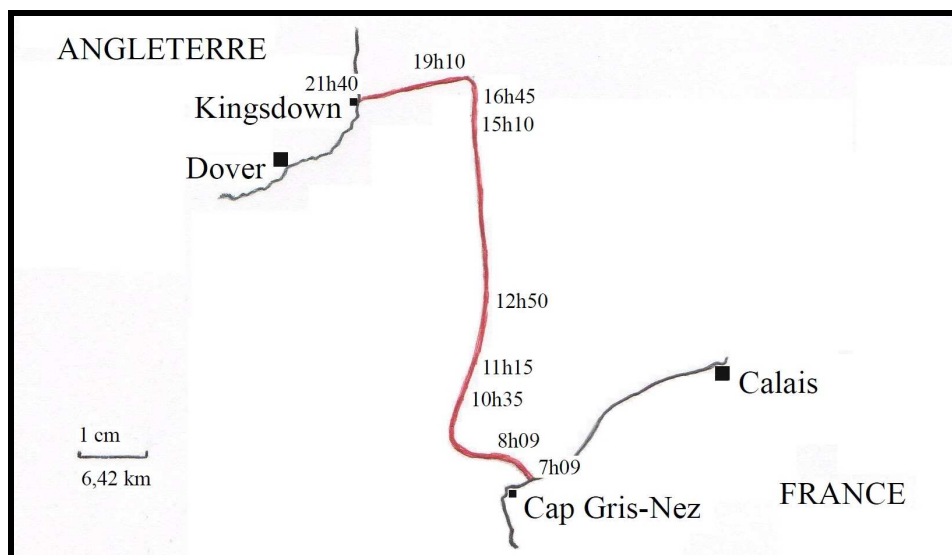 ANGLETERRE
19h10
21h40
Kingsdown
16h45
15h10
Dover
12h50
11h15
Calais
10h35
1 cm
8h09
6,42 km
7h09
FRANCE
Cap Gris-Nez